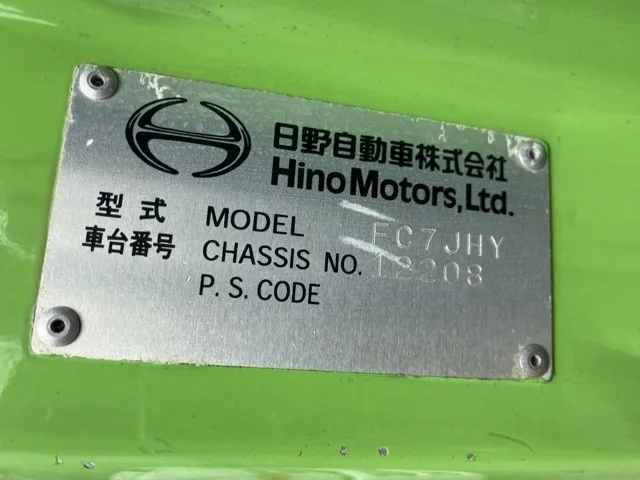 日野自動車株式会社
Hino Motors, Ltd.
型式 MODEL FC7JHY
車台番号 CHASSIS NO. 12208
P. S. CODE